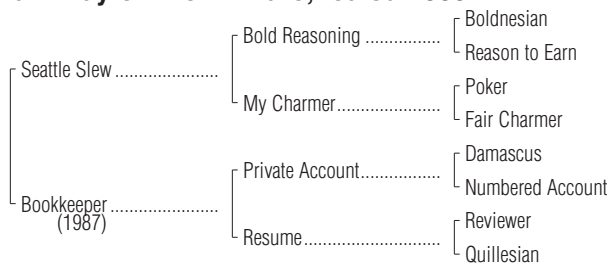 Boldnesian
Bold Reasoning ..................
Reason to Earn
Seattle Slew .........................
Poker
My Charmer.........................
Fair Charmer
Damascus
Private Account...................
Numbered Account
Bookkeeper ..........................
(1987)
Reviewer
Resume.................................
Quillesian